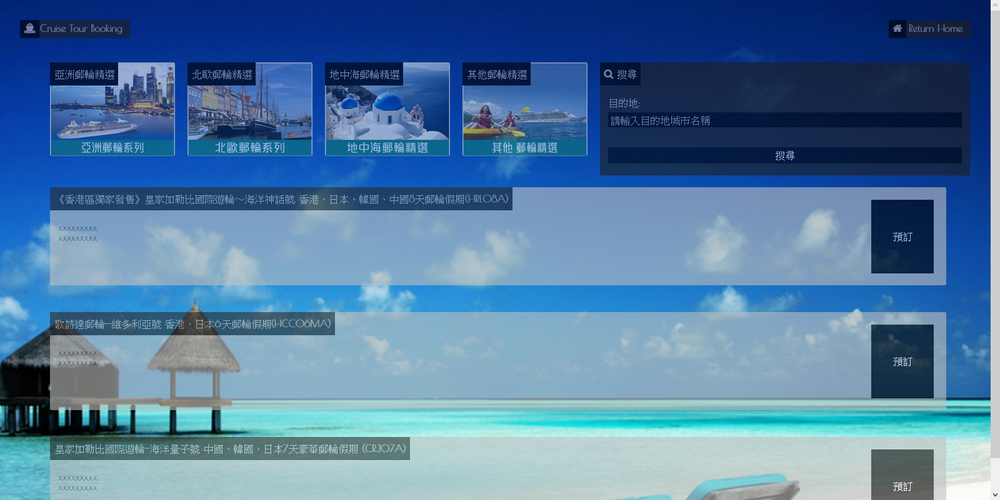 Cruise Tour Booking
Return Home
亞洲郵輪精選
北歐郵輪精選
地中海郵輪精選
其他郵輪精選
搜尋
亞洲郵輪系列
北歐郵輪系列
地中海郵輪精選
其他 郵輪精選
目的地:
請輸入目的地城市名稱
搜尋
《香港區獨家發售》皇家加勒比國際遊輪～海洋神話號 香港、日本、韓國、中國8天郵輪假期(HRL08A)
xxxxxxxxx
xxxxxxxxx
預訂
歌詩達郵輪─維多利亞號 香港、日本6天郵輪假期(HCC06MA)
xxxxxxxxx
xxxxxxxxx
預訂
皇家加勒比國際遊輪~海洋量子號 中國、韓國、日本7天豪華郵輪假期 (CRJ07A)
xxxxxxxxx
xxxxxxxxx
預訂